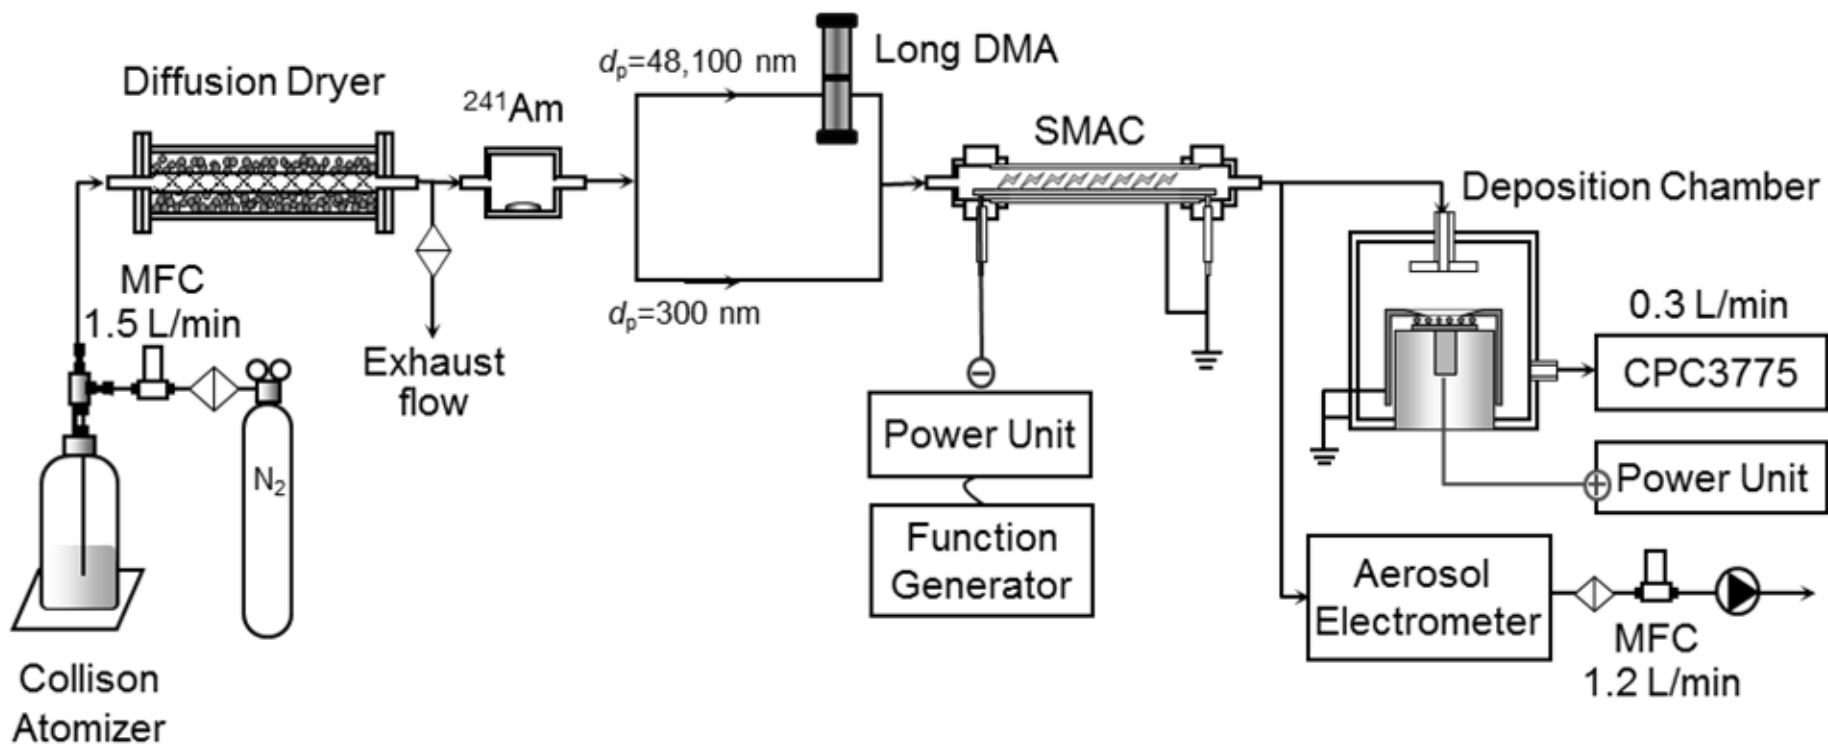 Diffusion Dryer
²⁴¹Am
dₚ=48,100 nm
Long DMA
SMAC
Deposition Chamber
MFC
1.5 L/min
Exhaust
flow
dₚ=300 nm
0.3 L/min
CPC3775
Power Unit
Power Unit
N₂
Function
Generator
Aerosol
Electrometer
MFC
1.2 L/min
Collison
Atomizer